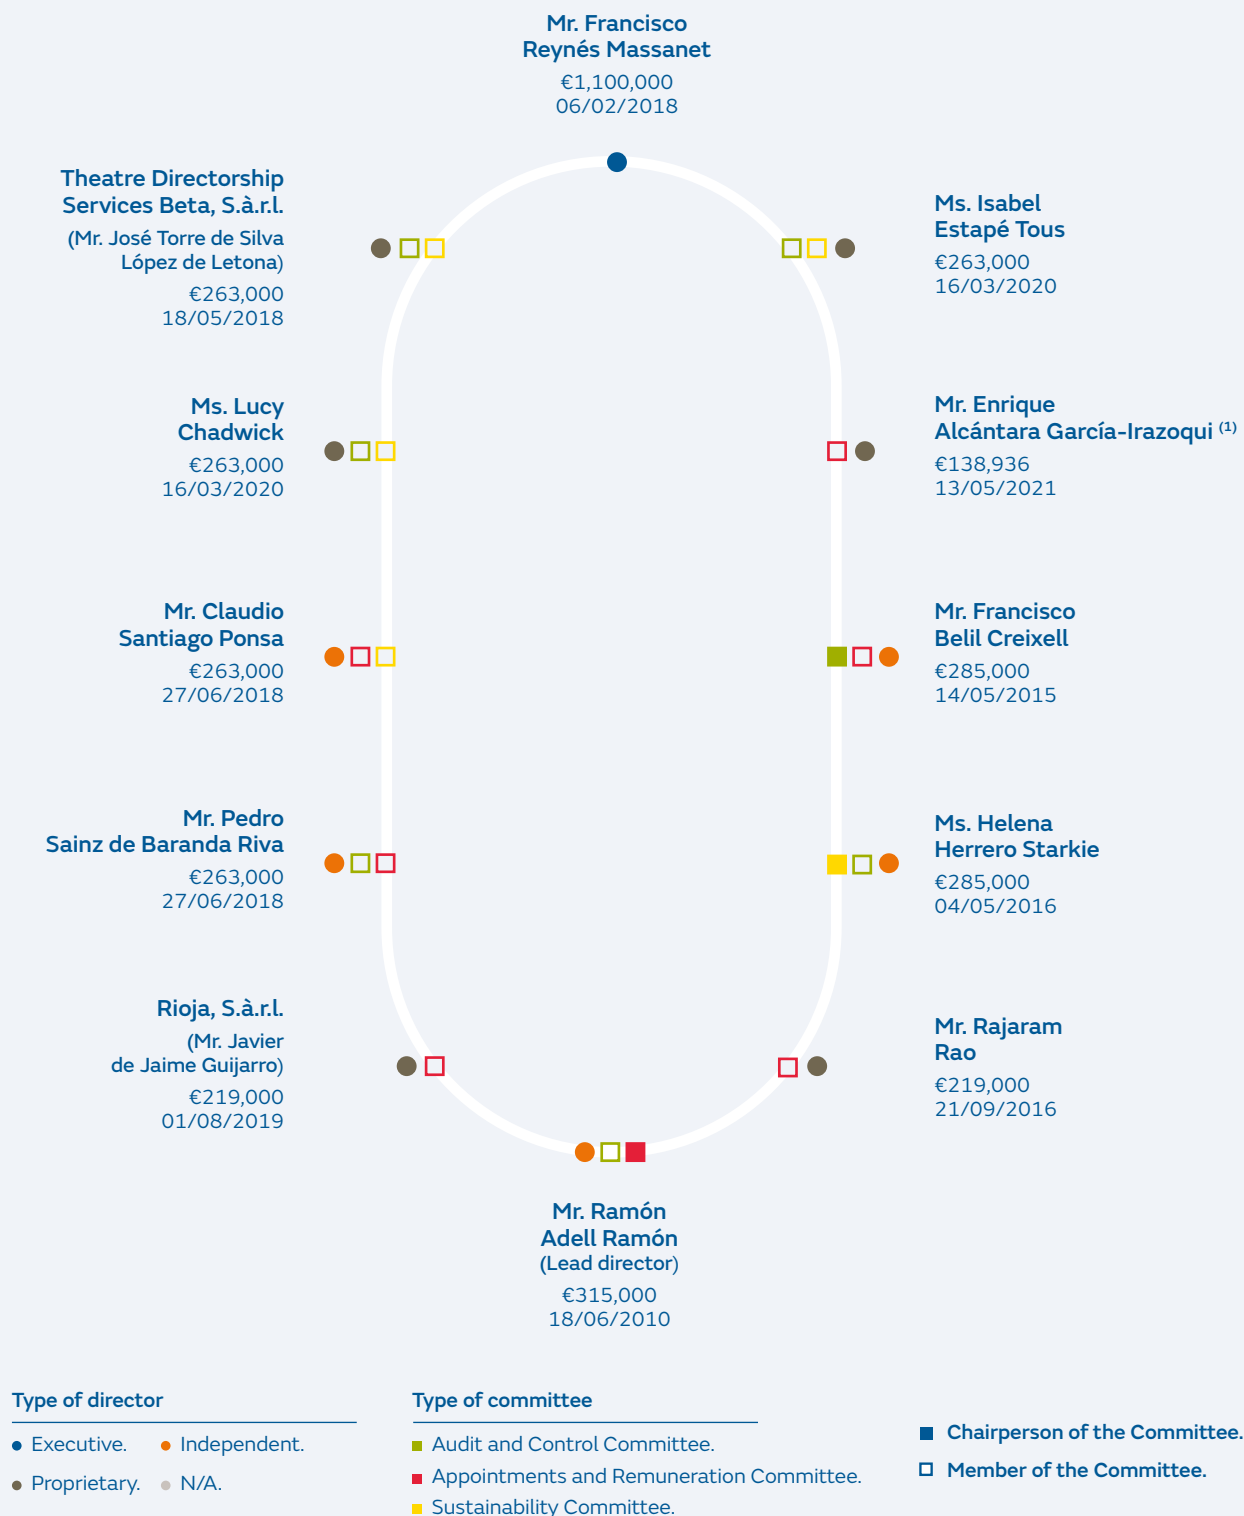 Mr. Francisco
Reynés Massanet
€1,100,000
06/02/2018
Theatre Directorship
Services Beta, S.à.r.l.
(Mr. José Torre de Silva
López de Letona)
€263,000
18/05/2018
Ms. Isabel
Estapé Tous
€263,000
16/03/2020
Ms. Lucy
Chadwick
€263,000
16/03/2020
Mr. Enrique
Alcántara García-Irazoqui (1)
€138,936
13/05/2021
Mr. Claudio
Santiago Ponsa
€263,000
27/06/2018
Mr. Francisco
Belil Creixell
€285,000
14/05/2015
Mr. Pedro
Sainz de Baranda Riva
€263,000
27/06/2018
Ms. Helena
Herrero Starkie
€285,000
04/05/2016
Rioja, S.à.r.l.
(Mr. Javier
de Jaime Guijarro)
€219,000
01/08/2019
Mr. Rajaram
Rao
€219,000
21/09/2016
Mr. Ramón
Adell Ramón
(Lead director)
€315,000
18/06/2010
Type of director
Executive.
Independent.
Proprietary.
N/A.
Type of committee
Audit and Control Committee.
Appointments and Remuneration Committee.
Sustainability Committee.
Chairperson of the Committee.
Member of the Committee.